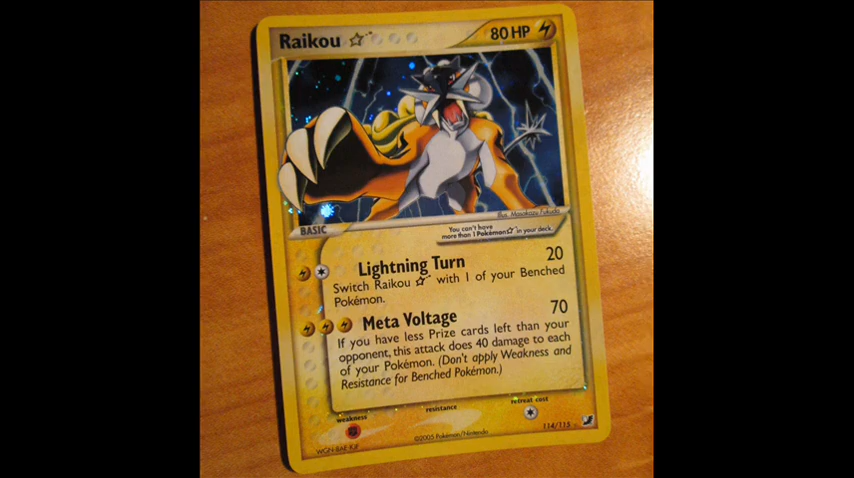 Raikou ☆
80 HP
Illus. Masakazu Fukuda
BASIC
You can't have
more than 1 Pokémon ☆ in your deck.
Lightning Turn 20
Switch Raikou ☆ with 1 of your Benched
Pokémon.
Meta Voltage 70
If you have less Prize cards left than your
opponent, this attack does 40 damage to each
of your Pokémon. (Don't apply Weakness and
Resistance for Benched Pokémon.)
weakness resistance retreat cost
©2005 Pokémon/Nintendo
114/115